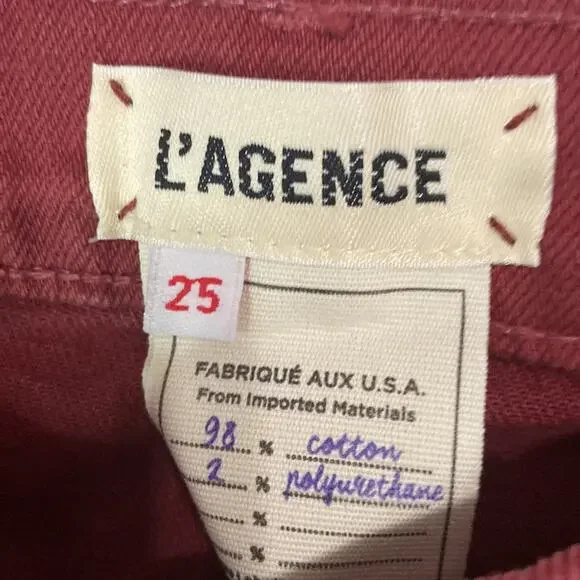 L'AGENCE
25
FABRIQUÉ AUX U.S.A.
From Imported Materials
98 % cotton
2 % polyurethane
%
%